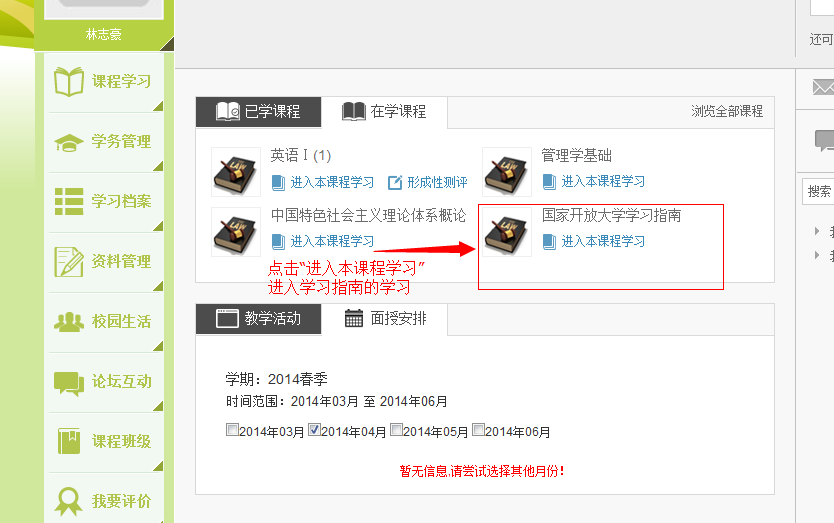 林志豪
课程学习
学务管理
学习档案
资料管理
校园生活
论坛互动
课程班级
我要评价
已学课程
在学课程
浏览全部课程
英语 I (1)
进入本课程学习 形成性测评
管理学基础
进入本课程学习
中国特色社会主义理论体系概论
进入本课程学习
国家开放大学学习指南
进入本课程学习
点击“进入本课程学习”
进入学习指南的学习
教学活动
面授安排
学期：2014春季
时间范围：2014年03月 至 2014年06月
2014年03月 2014年04月 2014年05月 2014年06月
暂无信息,请尝试选择其他月份!
还可
搜索